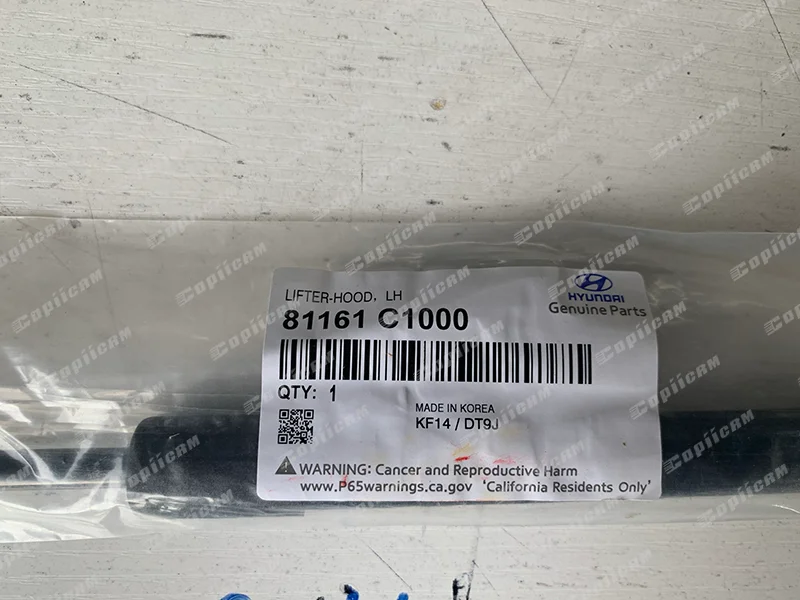 LIFTER-HOOD, LH
81161 C1000
HYUNDAI
Genuine Parts
QTY: 1
MADE IN KOREA
KF14 / DT9J
WARNING: Cancer and Reproductive Harm
www.P65warnings.ca.gov 'California Residents Only'
Copiicam